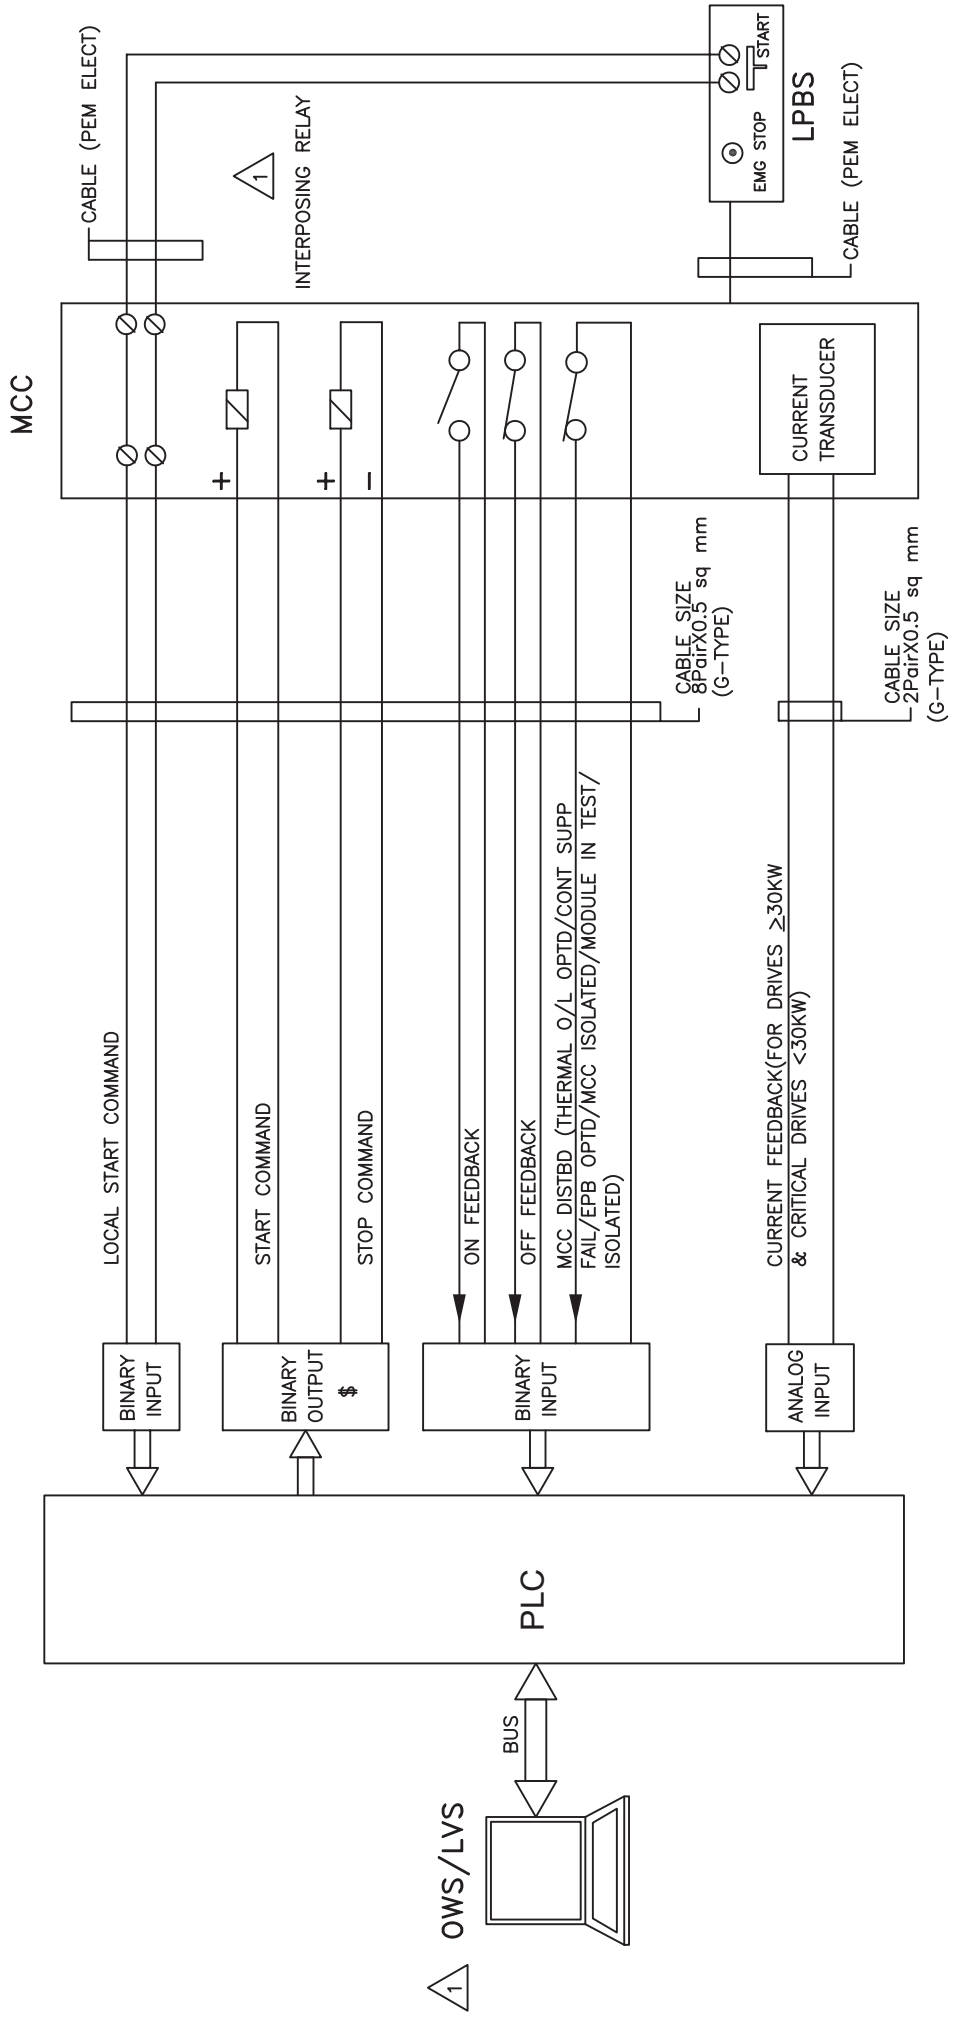 OWS/LVS
1
BUS
PLC
BINARY
INPUT
BINARY
OUTPUT
$
BINARY
INPUT
ANALOG
INPUT
LOCAL START COMMAND
START COMMAND
STOP COMMAND
ON FEEDBACK
OFF FEEDBACK
MCC DISTBD (THERMAL O/L OPTD/CONT SUPP
FAIL/EPB OPTD/MCC ISOLATED/MODULE IN TEST/
ISOLATED)
CURRENT FEEDBACK(FOR DRIVES ≥30KW
& CRITICAL DRIVES <30KW)
CABLE SIZE
8PairX0.5 sq mm
(G-TYPE)
CABLE SIZE
2PairX0.5 sq mm
(G-TYPE)
MCC
+
+
−
CURRENT
TRANSDUCER
CABLE (PEM ELECT)
1
INTERPOSING RELAY
EMG STOP
START
LPBS
CABLE (PEM ELECT)